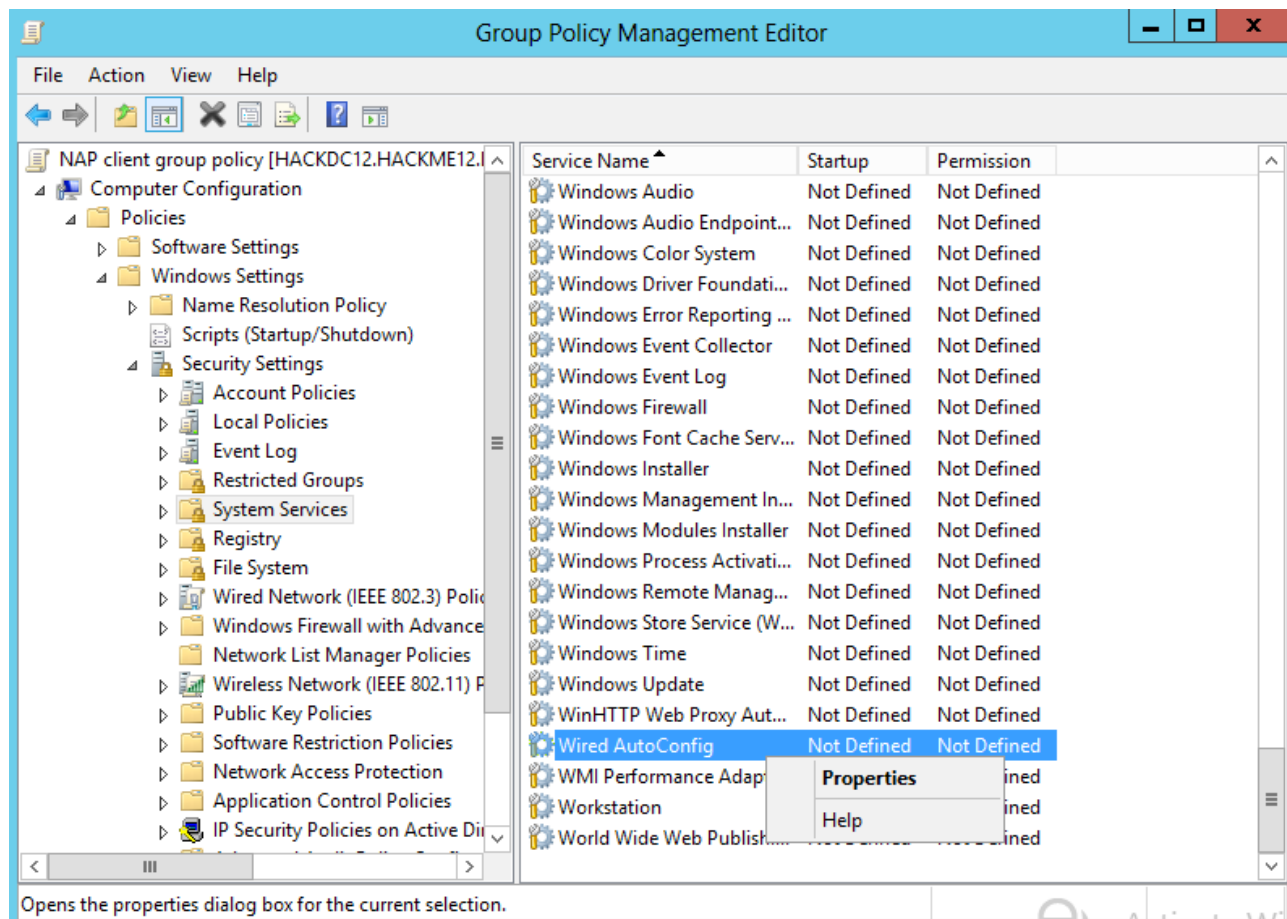 Group Policy Management Editor
File Action View Help
NAP client group policy [HACKDC12.HACKME12.
Computer Configuration
Policies
Software Settings
Windows Settings
Name Resolution Policy
Scripts (Startup/Shutdown)
Security Settings
Account Policies
Local Policies
Event Log
Restricted Groups
System Services
Registry
File System
Wired Network (IEEE 802.3) Polic
Windows Firewall with Advance
Network List Manager Policies
Wireless Network (IEEE 802.11) P
Public Key Policies
Software Restriction Policies
Network Access Protection
Application Control Policies
IP Security Policies on Active Di
Service Name Startup Permission
Windows Audio Not Defined Not Defined
Windows Audio Endpoint... Not Defined Not Defined
Windows Color System Not Defined Not Defined
Windows Driver Foundati... Not Defined Not Defined
Windows Error Reporting ... Not Defined Not Defined
Windows Event Collector Not Defined Not Defined
Windows Event Log Not Defined Not Defined
Windows Firewall Not Defined Not Defined
Windows Font Cache Serv... Not Defined Not Defined
Windows Installer Not Defined Not Defined
Windows Management In... Not Defined Not Defined
Windows Modules Installer Not Defined Not Defined
Windows Process Activati... Not Defined Not Defined
Windows Remote Manag... Not Defined Not Defined
Windows Store Service (W... Not Defined Not Defined
Windows Time Not Defined Not Defined
Windows Update Not Defined Not Defined
WinHTTP Web Proxy Aut... Not Defined Not Defined
Wired AutoConfig Not Defined Not Defined
WMI Performance Adap ined
Workstation ined
World Wide Web Publish ined
Properties
Help
Opens the properties dialog box for the current selection.